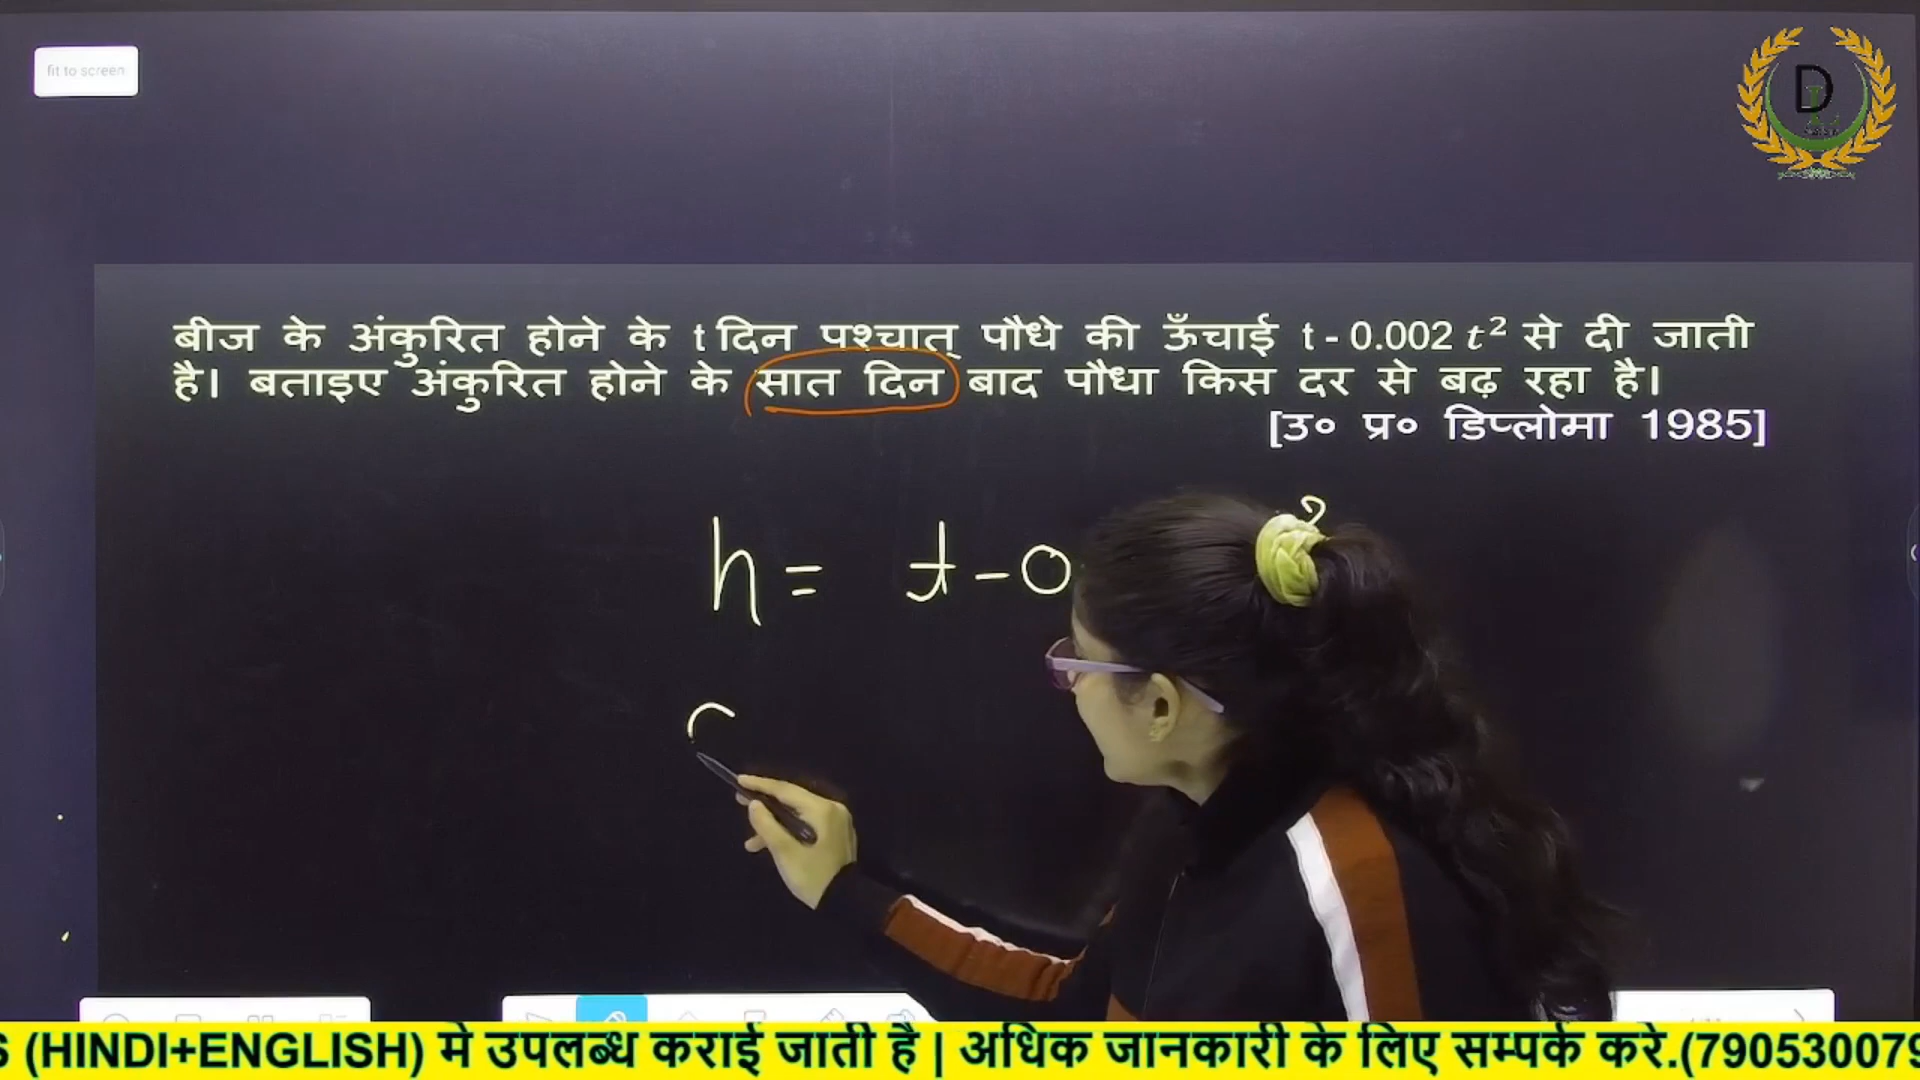 fit to screen
D
बीज के अंकुरित होने के t दिन पश्चात् पौधे की ऊँचाई t - 0.002 t² से दी जाती
है। बताइए अंकुरित होने के सात दिन बाद पौधा किस दर से बढ़ रहा है।
[उ० प्र० डिप्लोमा 1985]
h = t - 0
S (HINDI+ENGLISH) मे उपलब्ध कराई जाती है | अधिक जानकारी के लिए सम्पर्क करे.(790530079